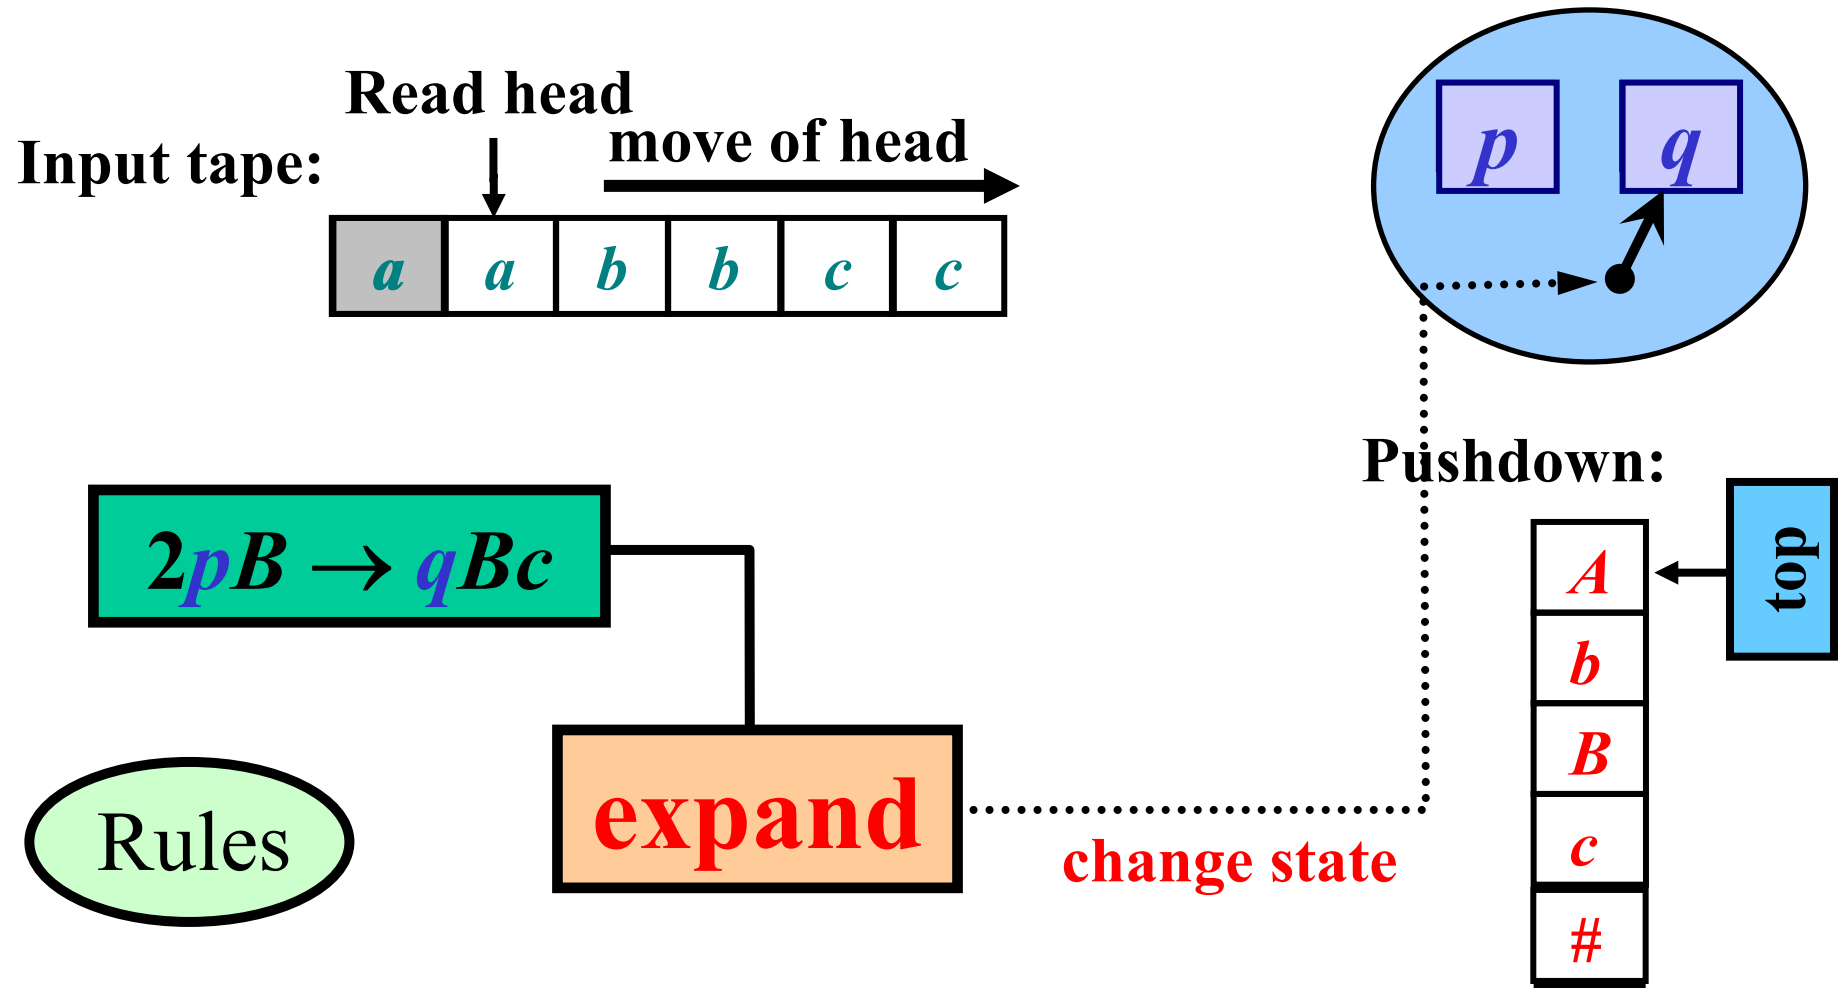 Read head
Input tape:
move of head
a a b b c c
p q
Pushdown:
2pB → qBc
top
A
b
B
c
#
expand
Rules
change state